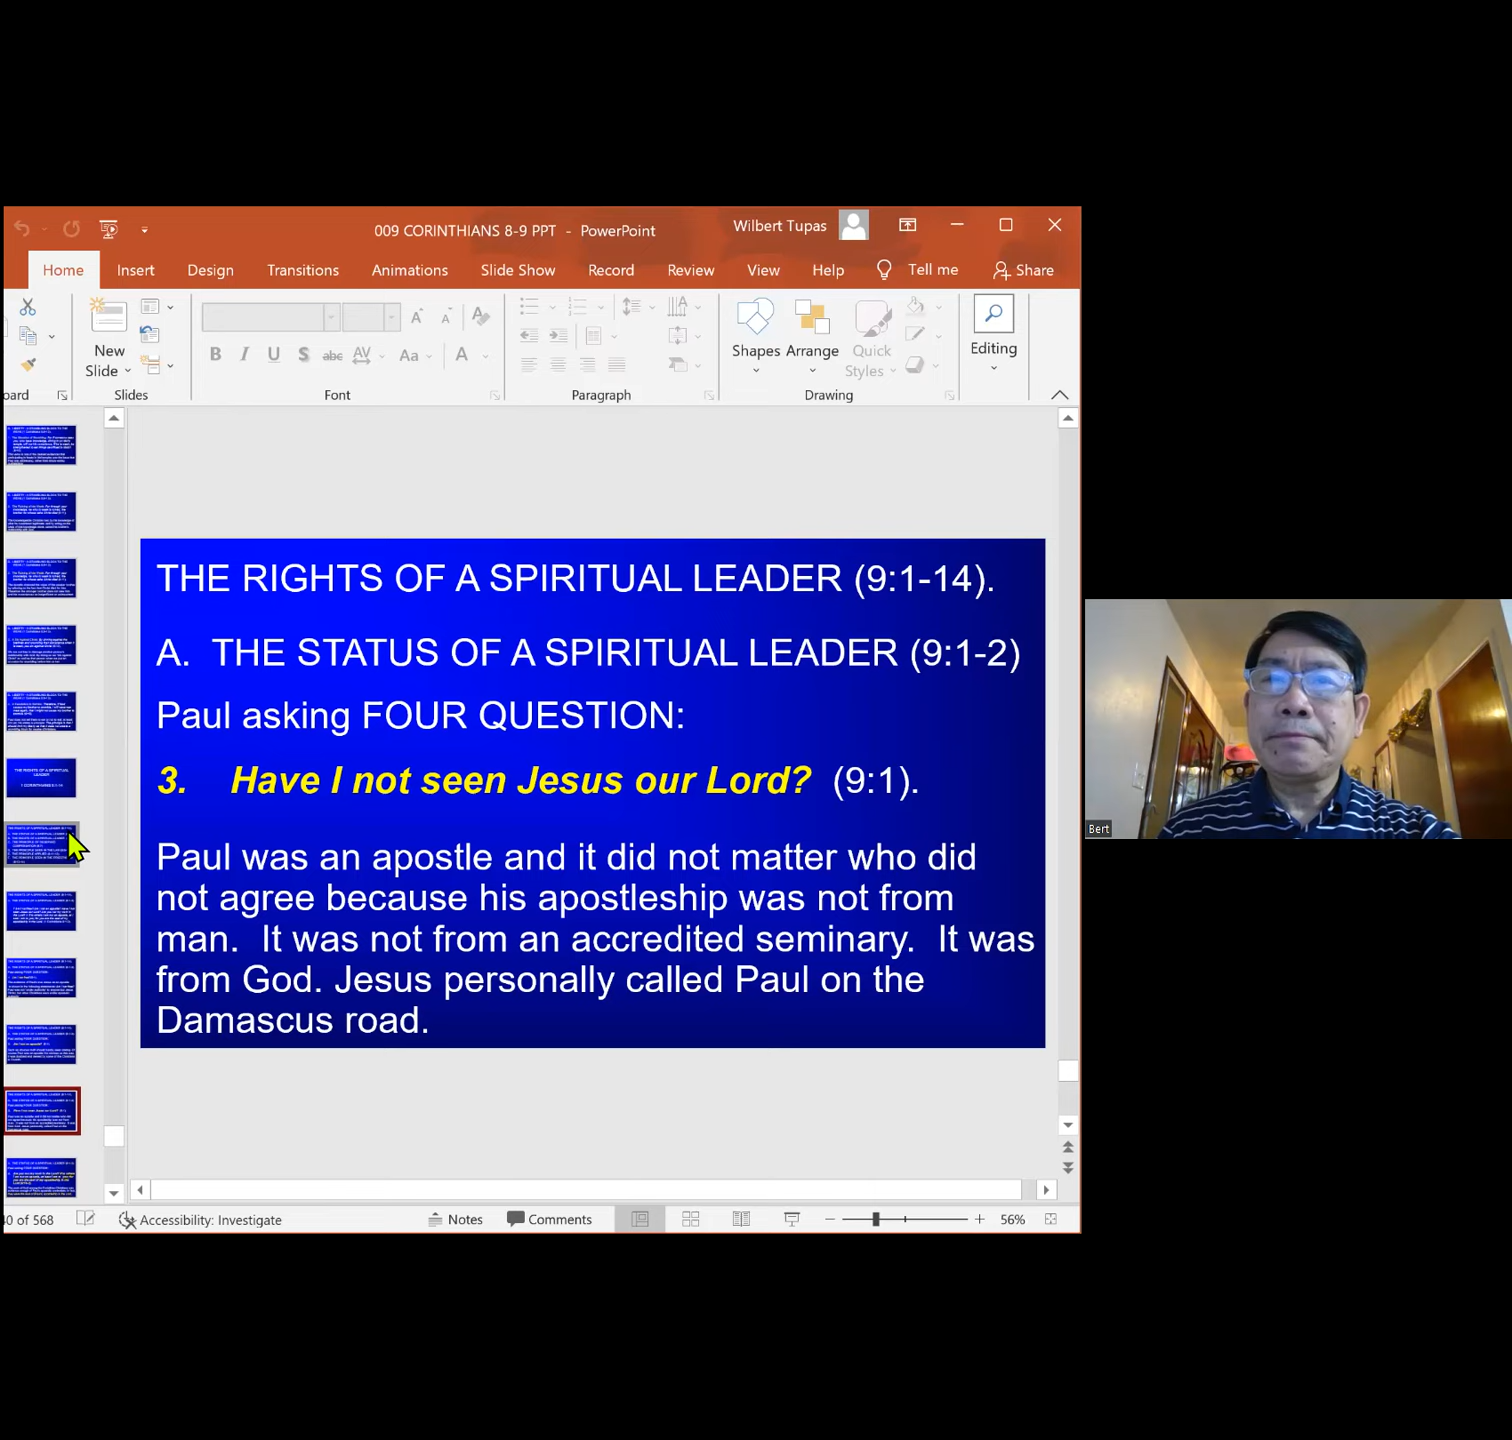 009 CORINTHIANS 8-9 PPT - PowerPoint
Wilbert Tupas
Home Insert Design Transitions Animations Slide Show Record Review View Help Tell me Share
New
Slide
Shapes Arrange Quick
Styles
Editing
oard Slides Font Paragraph Drawing
THE RIGHTS OF A SPIRITUAL LEADER (9:1-14).
A. THE STATUS OF A SPIRITUAL LEADER (9:1-2)
Paul asking FOUR QUESTION:
3. Have I not seen Jesus our Lord? (9:1).
Paul was an apostle and it did not matter who did
not agree because his apostleship was not from
man. It was not from an accredited seminary. It was
from God. Jesus personally called Paul on the
Damascus road.
Bert
40 of 568 Accessibility: Investigate Notes Comments 56%